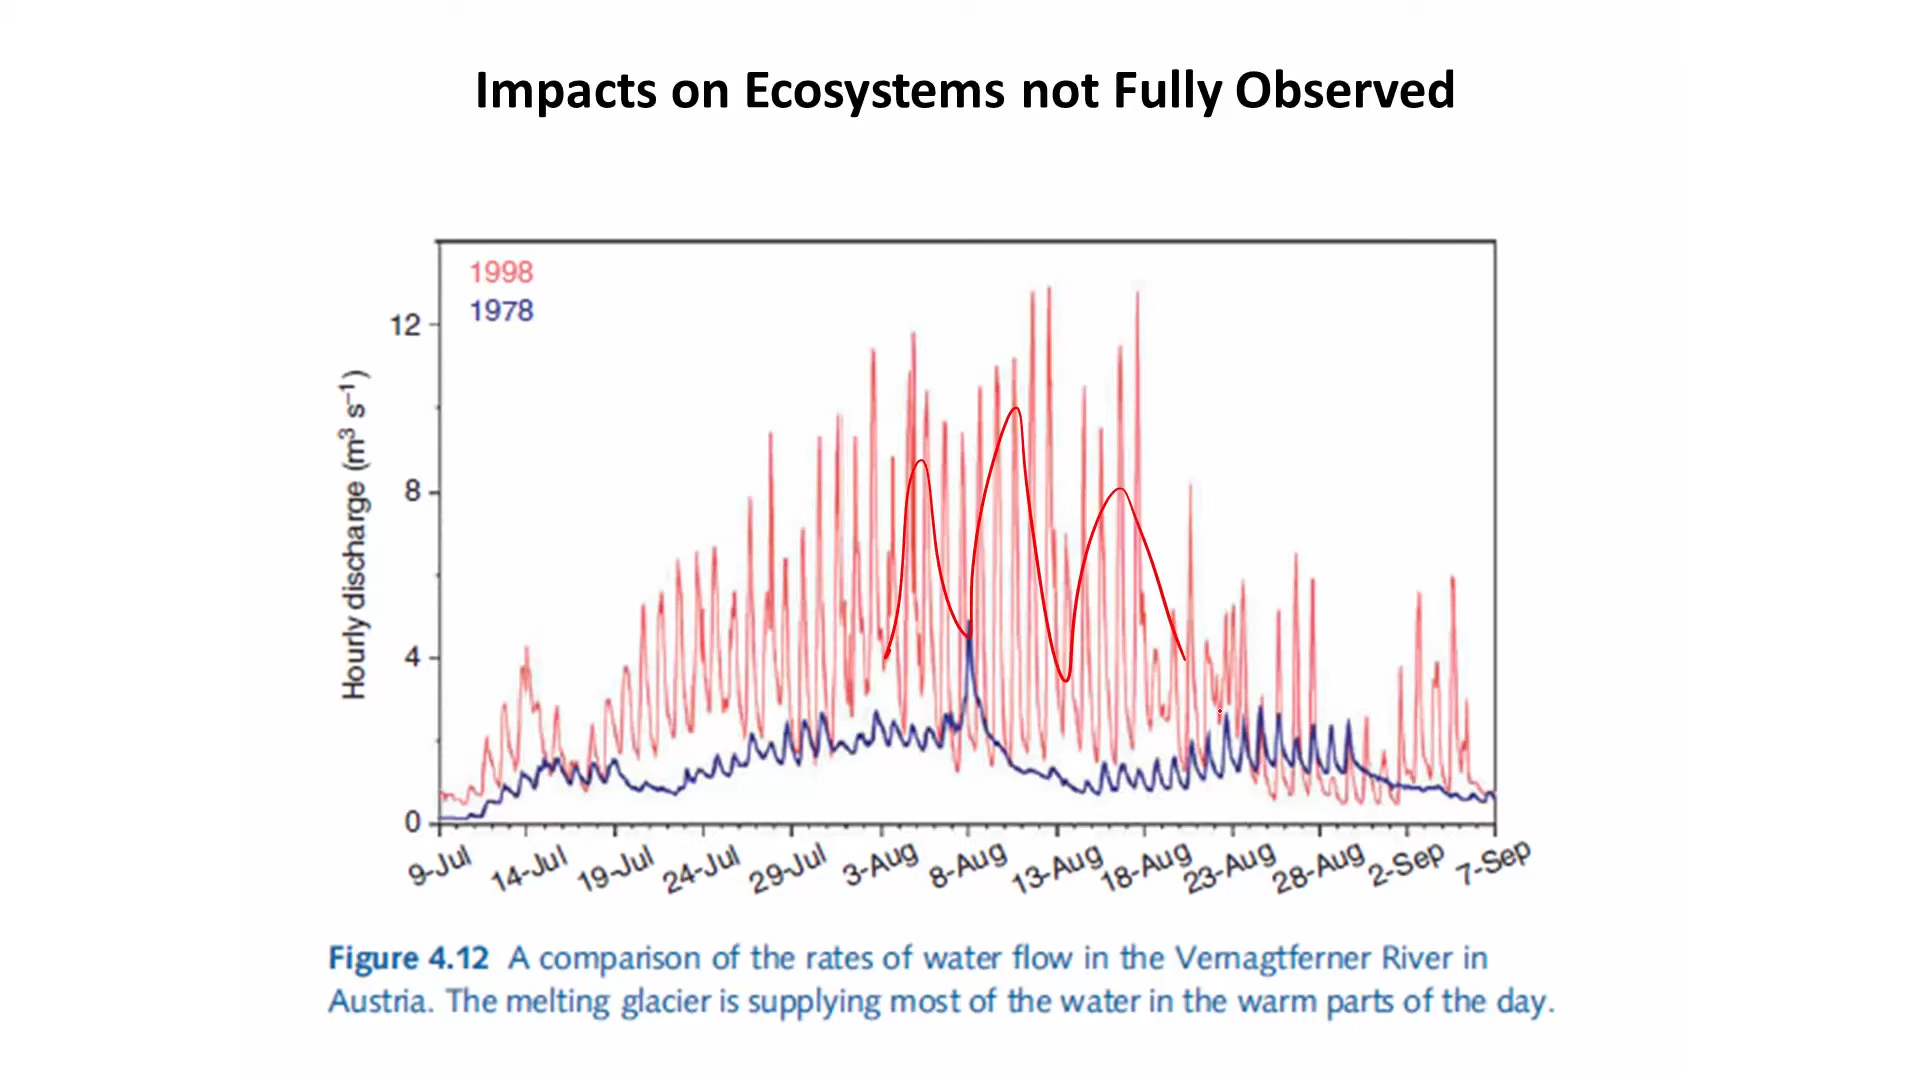 Impacts on Ecosystems not Fully Observed
1998
1978
12
8
4
0
Hourly discharge (m³ s⁻¹)
9-Jul 14-Jul 19-Jul 24-Jul 29-Jul 3-Aug 8-Aug 13-Aug 18-Aug 23-Aug 28-Aug 2-Sep 7-Sep
Figure 4.12 A comparison of the rates of water flow in the Vernagtferner River in
Austria. The melting glacier is supplying most of the water in the warm parts of the day.